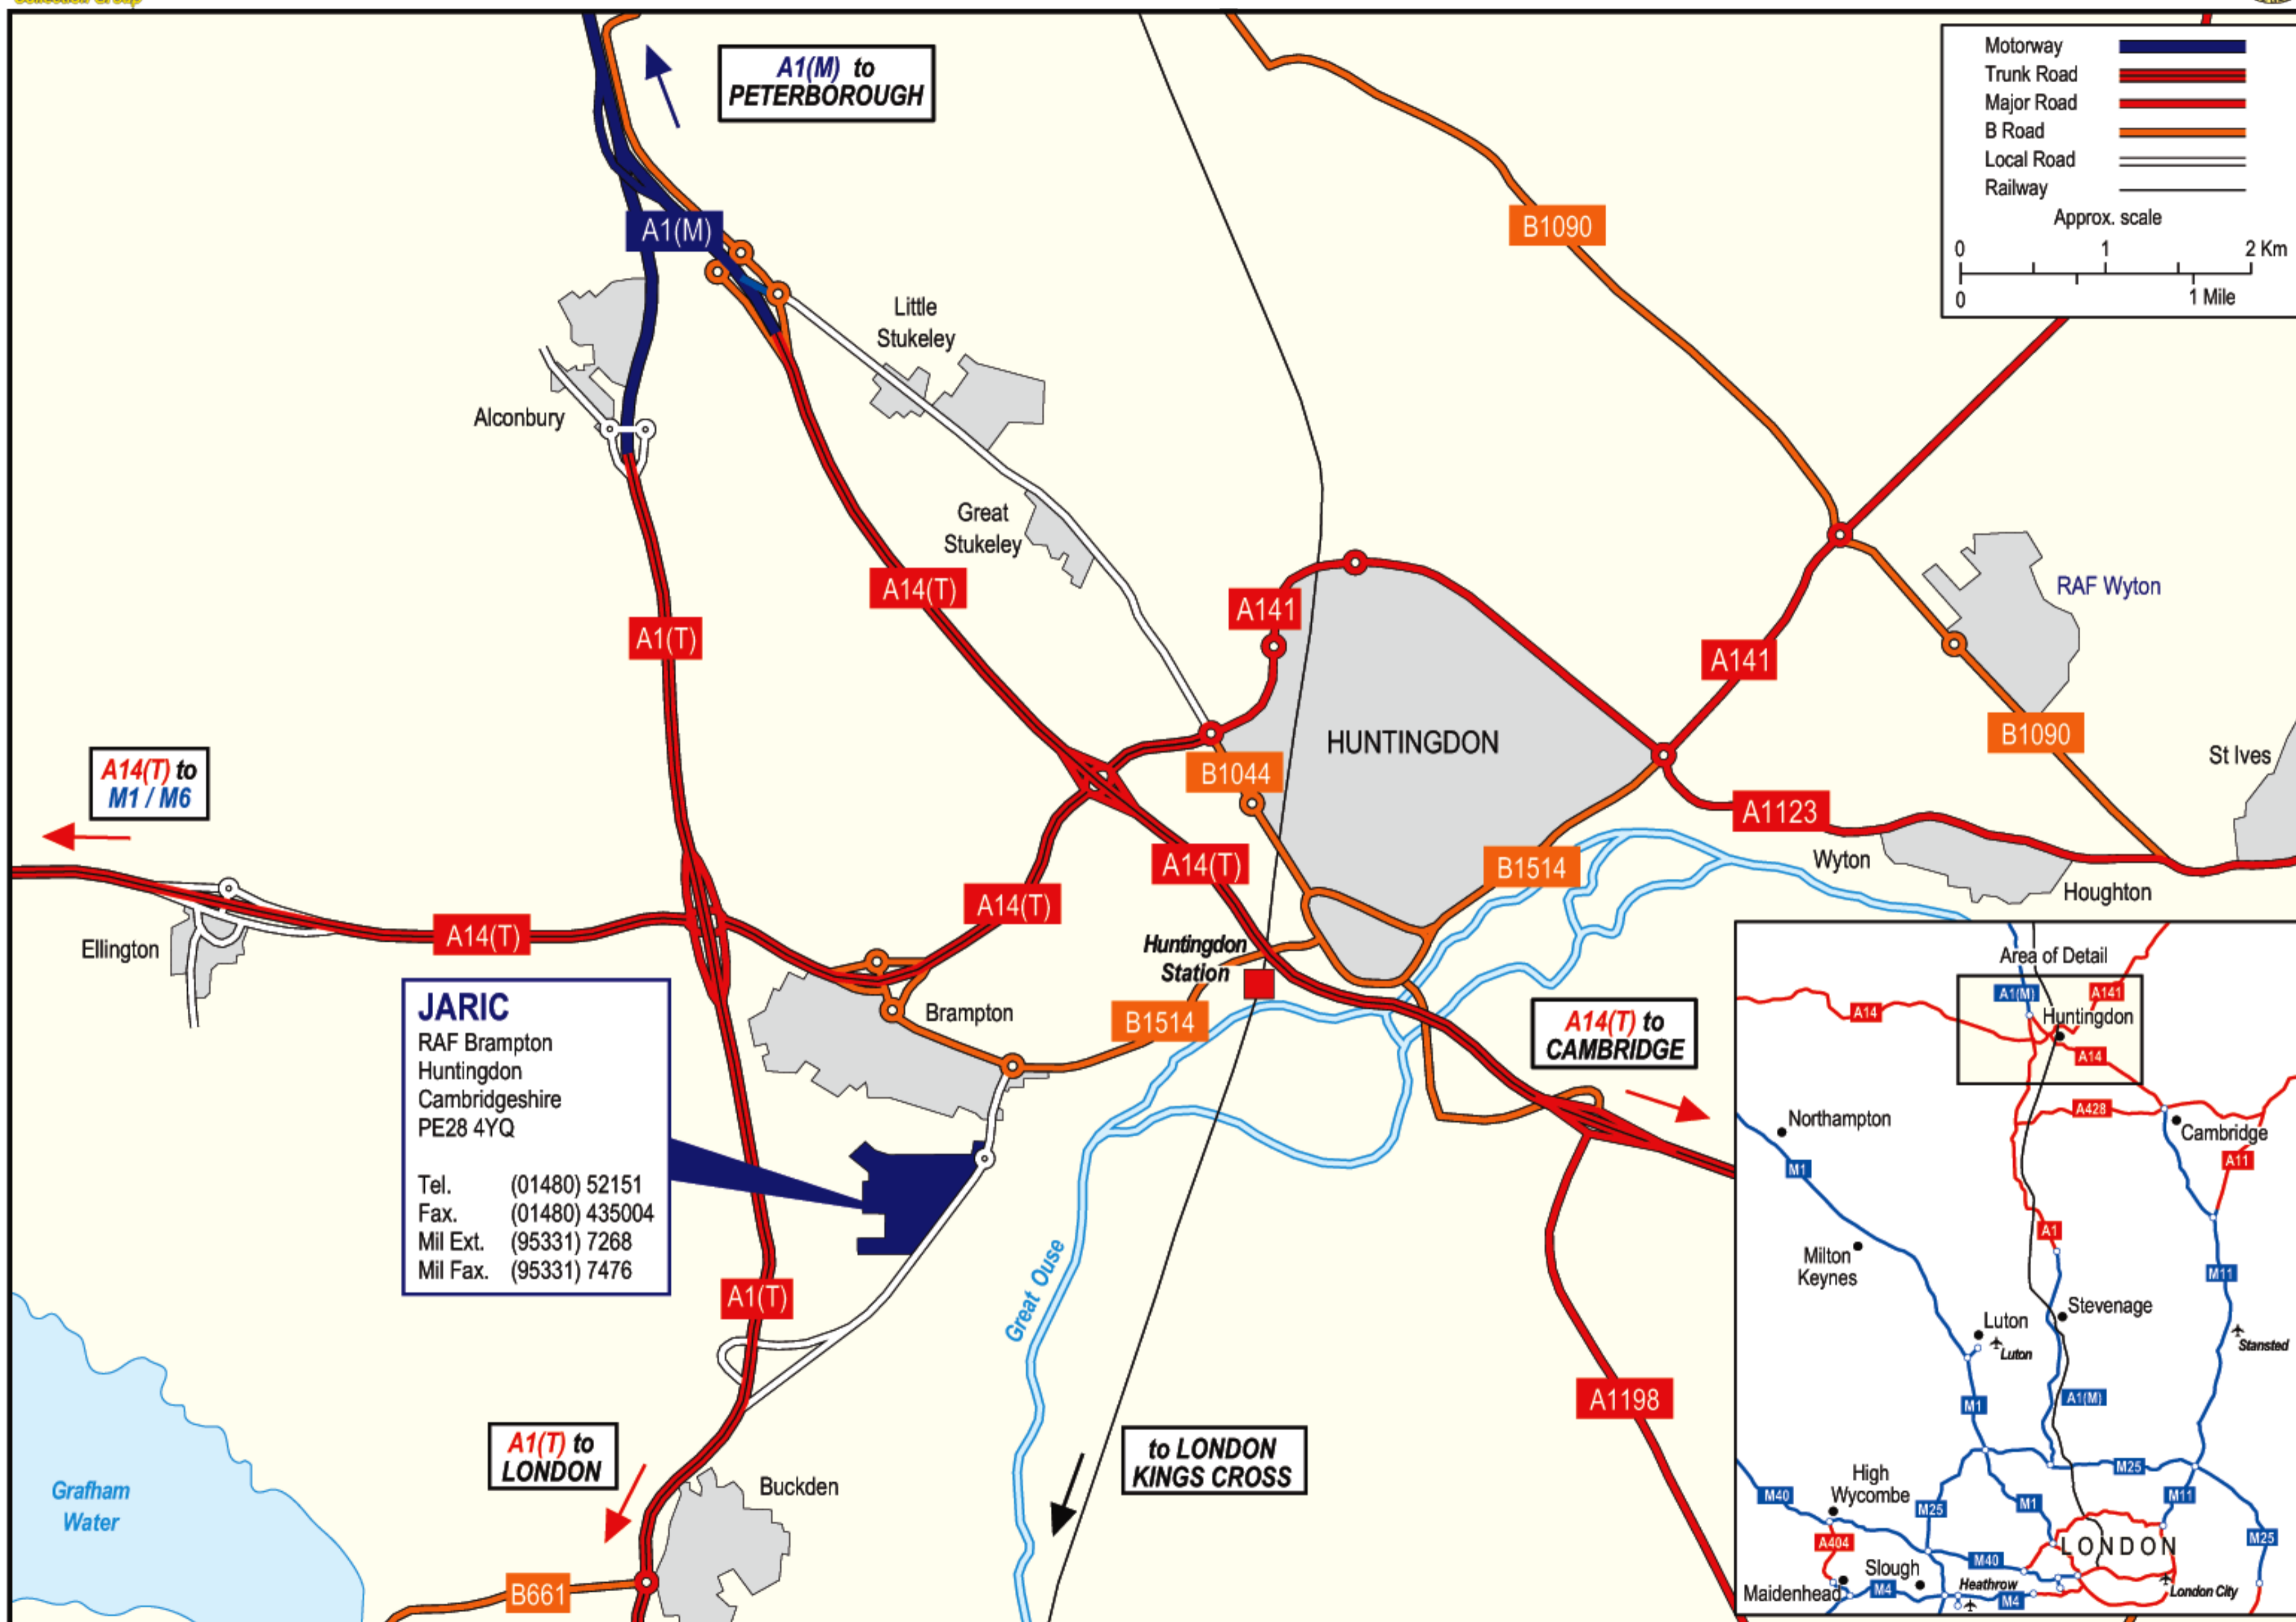 Collection Group
A1(M) to
PETERBOROUGH
Motorway
Trunk Road
Major Road
B Road
Local Road
Railway
Approx. scale
0 1 2 Km
0 1 Mile
A1(M)
B1090
Little
Stukeley
Alconbury
Great
Stukeley
A14(T)
A141
RAF Wyton
A1(T)
A141
B1090
HUNTINGDON
St Ives
A14(T) to
M1 / M6
B1044
A1123
A14(T)
B1514
Wyton
Houghton
A14(T)
A14(T)
Ellington
Huntingdon
Station
Brampton
B1514
A14(T) to
CAMBRIDGE
JARIC
RAF Brampton
Huntingdon
Cambridgeshire
PE28 4YQ
Tel. (01480) 52151
Fax. (01480) 435004
Mil Ext. (95331) 7268
Mil Fax. (95331) 7476
A1(T)
Great Ouse
A1198
A1(T) to
LONDON
to LONDON
KINGS CROSS
Buckden
Grafham
Water
B661
Area of Detail
A1(M)
A141
A14
Huntingdon
A14
A428
Northampton
Cambridge
M1
A11
A1
Milton
Keynes
M11
Stevenage
Luton
Luton
Stansted
M1
A1(M)
High
Wycombe
M25
M40
M25
M1
M11
A404
LONDON
M25
M40
Slough
Maidenhead
M4
Heathrow
M4
London City